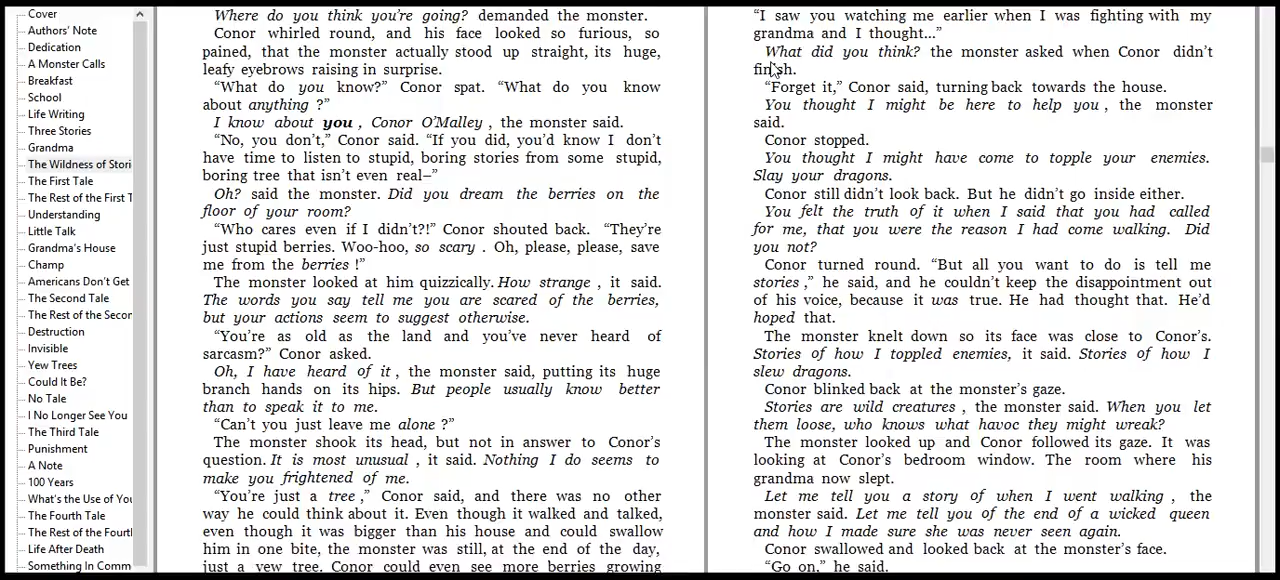 Cover
Authors' Note
Dedication
A Monster Calls
Breakfast
School
Life Writing
Three Stories
Grandma
The Wildness of Stori
The First Tale
The Rest of the First T
Understanding
Little Talk
Grandma's House
Champ
Americans Don't Get
The Second Tale
The Rest of the Secor
Destruction
Invisible
Yew Trees
Could It Be?
No Tale
I No Longer See You
The Third Tale
Punishment
A Note
100 Years
What's the Use of You
The Fourth Tale
The Rest of the Fourtl
Life After Death
Something In Comm
Where do you think you're going? demanded the monster.
Conor whirled round, and his face looked so furious, so
pained, that the monster actually stood up straight, its huge,
leafy eyebrows raising in surprise.
“What do you know?” Conor spat. “What do you know
about anything ?”
I know about you , Conor O'Malley , the monster said.
“No, you don't,” Conor said. “If you did, you'd know I don't
have time to listen to stupid, boring stories from some stupid,
boring tree that isn't even real–”
Oh? said the monster. Did you dream the berries on the
floor of your room?
“Who cares even if I didn't?!” Conor shouted back. “They're
just stupid berries. Woo-hoo, so scary . Oh, please, please, save
me from the berries !”
The monster looked at him quizzically. How strange , it said.
The words you say tell me you are scared of the berries,
but your actions seem to suggest otherwise.
“You're as old as the land and you've never heard of
sarcasm?” Conor asked.
Oh, I have heard of it , the monster said, putting its huge
branch hands on its hips. But people usually know better
than to speak it to me.
“Can't you just leave me alone ?”
The monster shook its head, but not in answer to Conor's
question. It is most unusual , it said. Nothing I do seems to
make you frightened of me.
“You're just a tree ,” Conor said, and there was no other
way he could think about it. Even though it walked and talked,
even though it was bigger than his house and could swallow
him in one bite, the monster was still, at the end of the day,
just a yew tree. Conor could even see more berries growing
“I saw you watching me earlier when I was fighting with my
grandma and I thought...”
What did you think? the monster asked when Conor didn't
finish.
“Forget it,” Conor said, turning back towards the house.
You thought I might be here to help you , the monster
said.
Conor stopped.
You thought I might have come to topple your enemies.
Slay your dragons.
Conor still didn't look back. But he didn't go inside either.
You felt the truth of it when I said that you had called
for me, that you were the reason I had come walking. Did
you not?
Conor turned round. “But all you want to do is tell me
stories ,” he said, and he couldn't keep the disappointment out
of his voice, because it was true. He had thought that. He'd
hoped that.
The monster knelt down so its face was close to Conor's.
Stories of how I toppled enemies, it said. Stories of how I
slew dragons.
Conor blinked back at the monster's gaze.
Stories are wild creatures , the monster said. When you let
them loose, who knows what havoc they might wreak?
The monster looked up and Conor followed its gaze. It was
looking at Conor's bedroom window. The room where his
grandma now slept.
Let me tell you a story of when I went walking , the
monster said. Let me tell you of the end of a wicked queen
and how I made sure she was never seen again.
Conor swallowed and looked back at the monster's face.
“Go on,” he said.